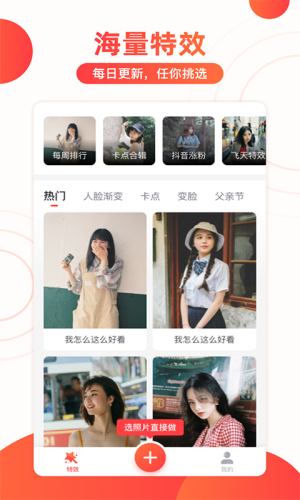 海量特效
每日更新，任你挑选
每周排行
卡点合辑
抖音涨粉
飞天特效
热门
人脸渐变
卡点
变脸
父亲节
我怎么这么好看
我怎么这么好看
选照片直接做
特效
我的